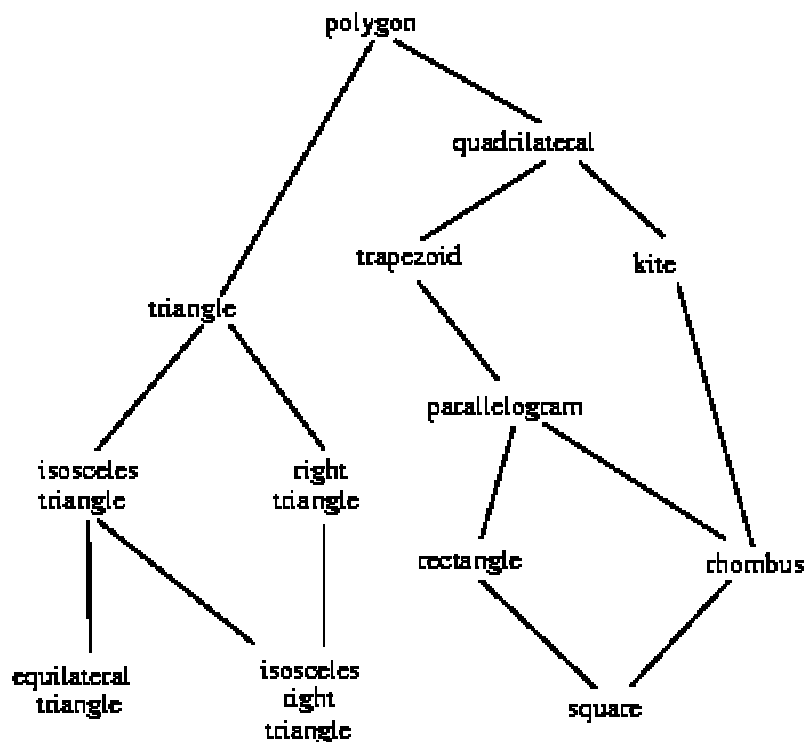 polygon
quadrilateral
trapezoid
kite
triangle
parallelogram
isosceles
triangle
right
triangle
rectangle
rhombus
equilateral
triangle
isosceles
right
triangle
square